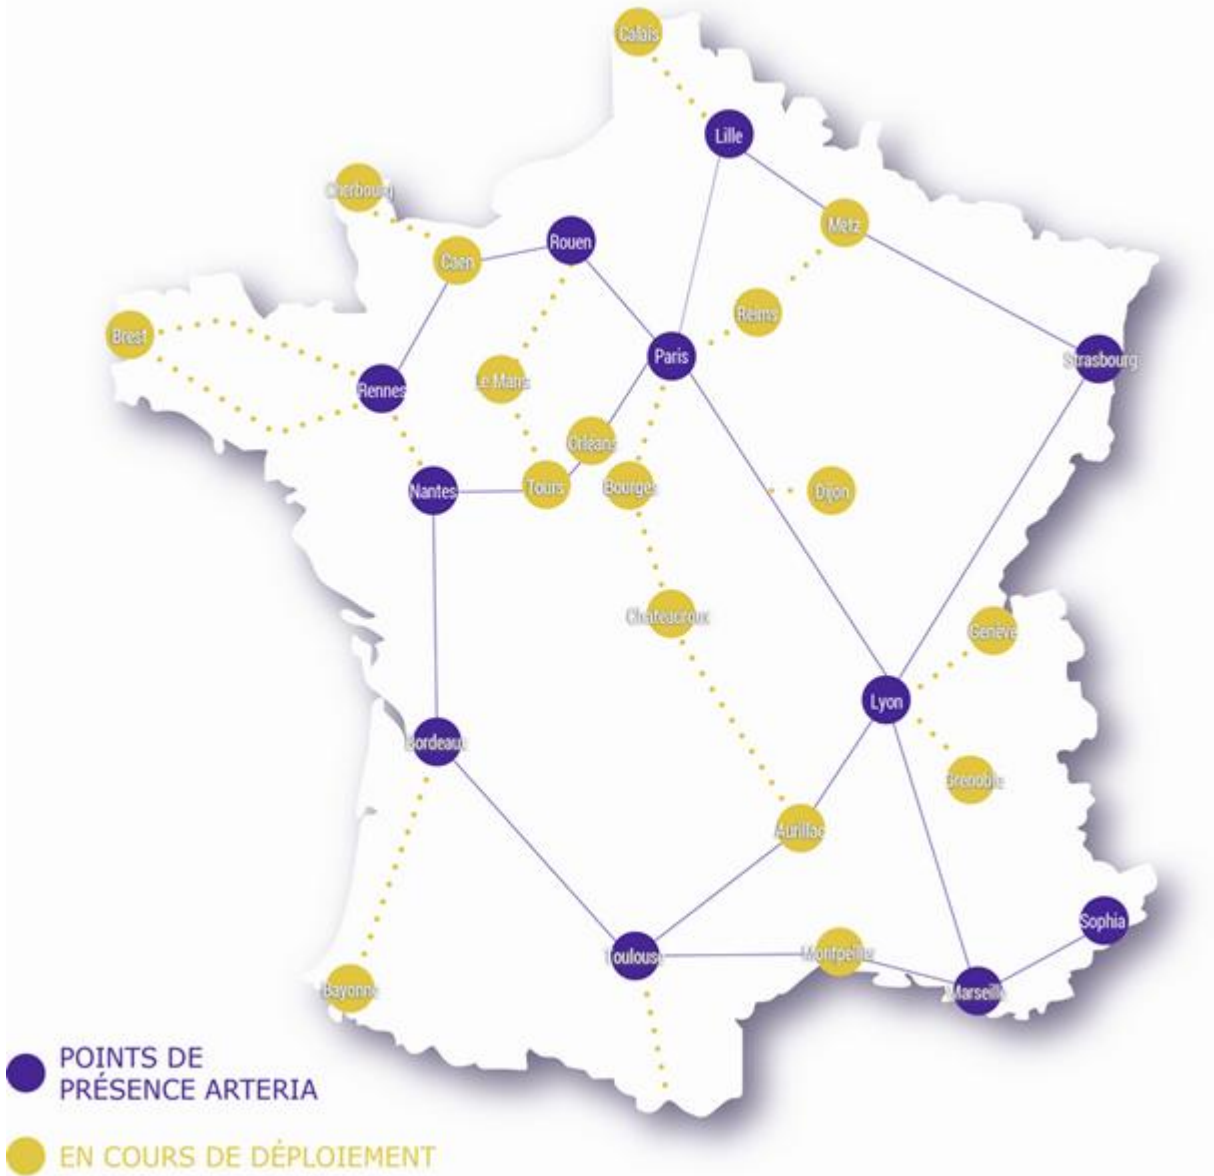 Calais
Lille
Cherbourg
Metz
Rouen
Caen
Reims
Brest
Paris
Strasbourg
Rennes
Le Mans
Orléans
Nantes
Tours
Bourges
Dijon
Chateauroux
Genève
Lyon
Bordeaux
Grenoble
Aurillac
Sophia
Toulouse
Montpellier
Bayonne
Marseille
POINTS DE
PRÉSENCE ARTERIA
EN COURS DE DÉPLOIEMENT